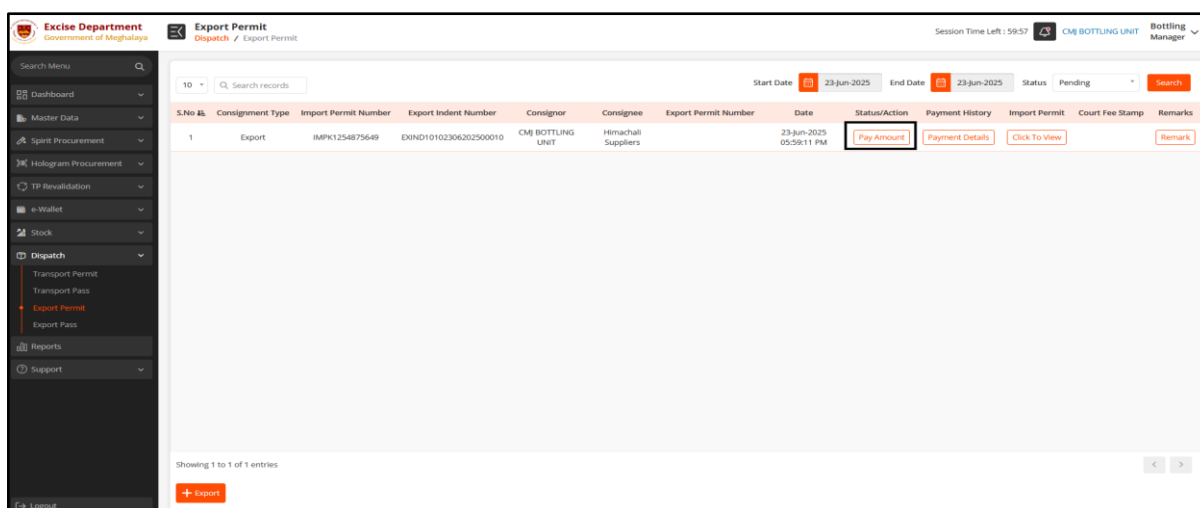 Excise Department
Government of Meghalaya
Export Permit
Dispatch / Export Permit
Session Time Left : 59:57
CMJ BOTTLING UNIT
Bottling
Manager
Search Menu
Dashboard
Master Data
Spirit Procurement
Hologram Procurement
TP Revalidation
e-Wallet
Stock
Dispatch
Transport Permit
Transport Pass
Export Permit
Export Pass
Reports
Support
Logout
10 Search records
Start Date 23-Jun-2025 End Date 23-Jun-2025 Status Pending Search
S.No Consignment Type Import Permit Number Export Indent Number Consignor Consignee Export Permit Number Date Status/Action Payment History Import Permit Court Fee Stamp Remarks
1 Export IMPK1254875649 EXIND10102306202500010 CMJ BOTTLING UNIT Himachali Suppliers 23-Jun-2025 05:59:11 PM Pay Amount Payment Details Click To View Remark
Showing 1 to 1 of 1 entries
+ Export